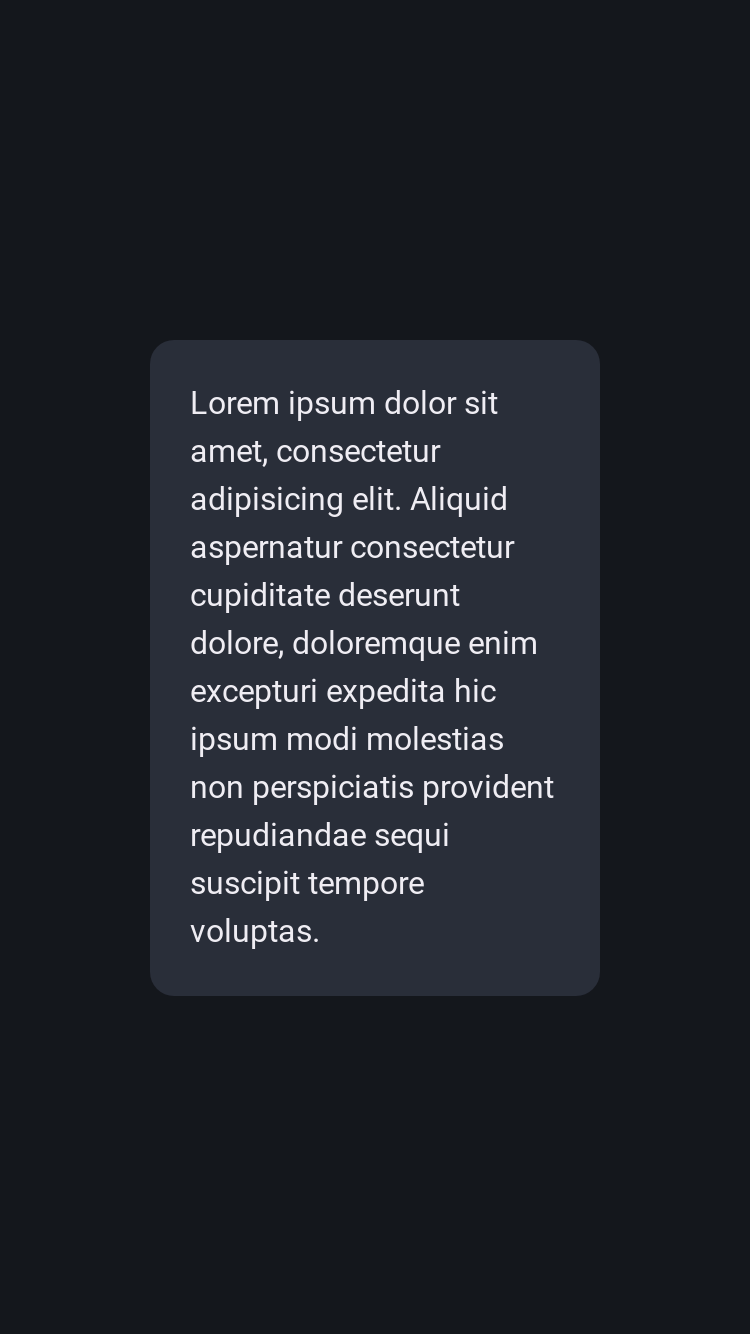 Lorem ipsum dolor sit
amet, consectetur
adipisicing elit. Aliquid
aspernatur consectetur
cupiditate deserunt
dolore, doloremque enim
excepturi expedita hic
ipsum modi molestias
non perspiciatis provident
repudiandae sequi
suscipit tempore
voluptas.